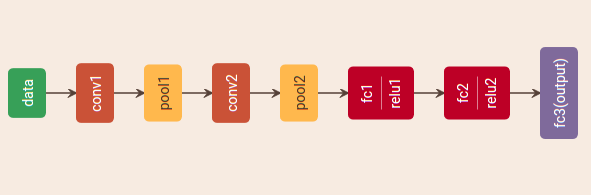 data
conv1
pool1
conv2
pool2
fc1
relu1
fc2
relu2
fc3(output)